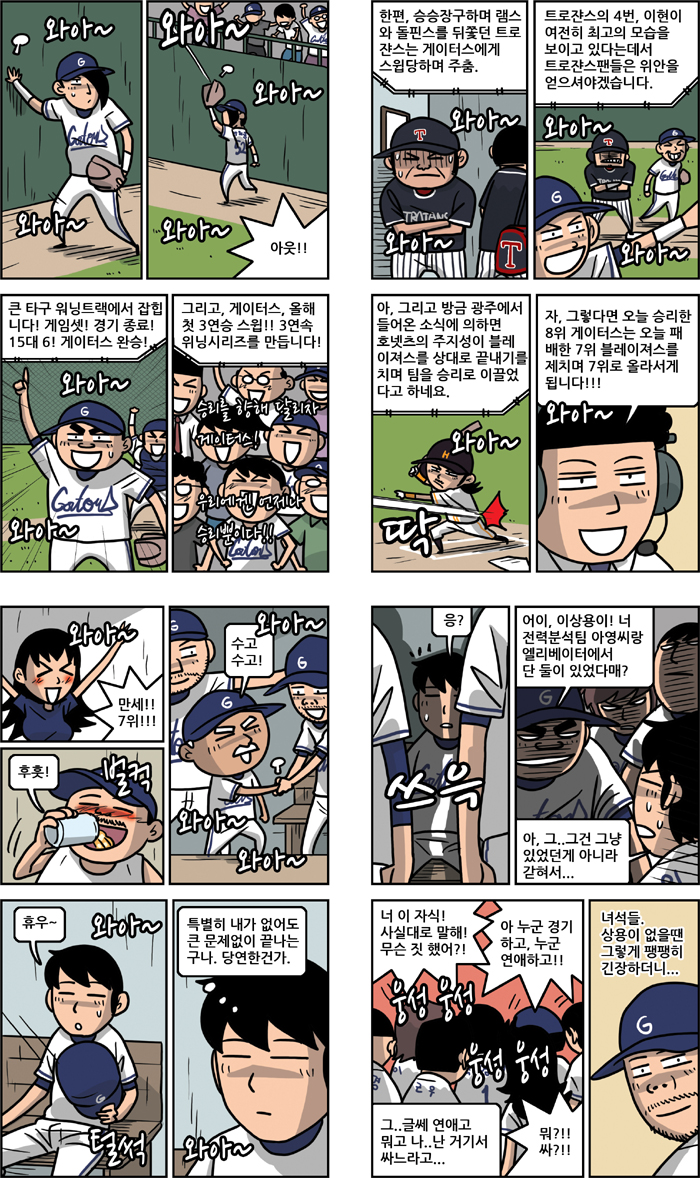 와아~
G
Gators
와아~
와아~
와아~
와아~
아웃!!
한편, 승승장구하며 램스
와 돌핀스를 뒤쫓던 트로
쟌스는 게이터스에게
스윕당하며 주춤.
T
와아~
TROTANS
와아~
T
트로쟌스의 4번, 이현이
여전히 최고의 모습을
보이고 있다는데서
트로쟌스팬들은 위안을
얻으셔야겠습니다.
와아~
G
와아~
큰 타구 워닝트랙에서 잡힙
니다! 게임셋! 경기 종료!
15대 6! 게이터스 완승!
와아~
G
Gators
와아~
그리고, 게이터스, 올해
첫 3연승 스윕!! 3연속
위닝시리즈를 만듭니다!
승리를 향해 달리자
게이터스!
우리에겐 언제나
승리뿐이다!!
아, 그리고 방금 광주에서
들어온 소식에 의하면
호넷츠의 주지성이 블레
이져스를 상대로 끝내기를
치며 팀을 승리로 이끌었
다고 하네요.
와아~
H
딱
자, 그렇다면 오늘 승리한
8위 게이터스는 오늘 패
배한 7위 블레이져스를
제치며 7위로 올라서게
됩니다!!!
와아~
와아~
만세!!
7위!!!
후훗!
벌컥
와아~
수고
수고!
G
와아~
와아~
응?
쓰윽
어이, 이상용이! 너
전력분석팀 아영씨랑
엘리베이터에서
단 둘이 있었다매?
G
아, 그..그건 그냥
있었던게 아니라
갇혀서...
휴우~
와아~
G
털썩
특별히 내가 없어도
큰 문제없이 끝나는
구나. 당연한건가.
와아~
너 이 자식!
사실대로 말해!
무슨 짓 했어?!
아 누군 경기
하고, 누군
연애하고!!
웅성 웅성
웅성 웅성
1
그..글쎄 연애고
뭐고 나..난 거기서
싸느라고...
뭐?!!
싸?!!
녀석들.
상용이 없을땐
그렇게 팽팽히
긴장하더니...
G